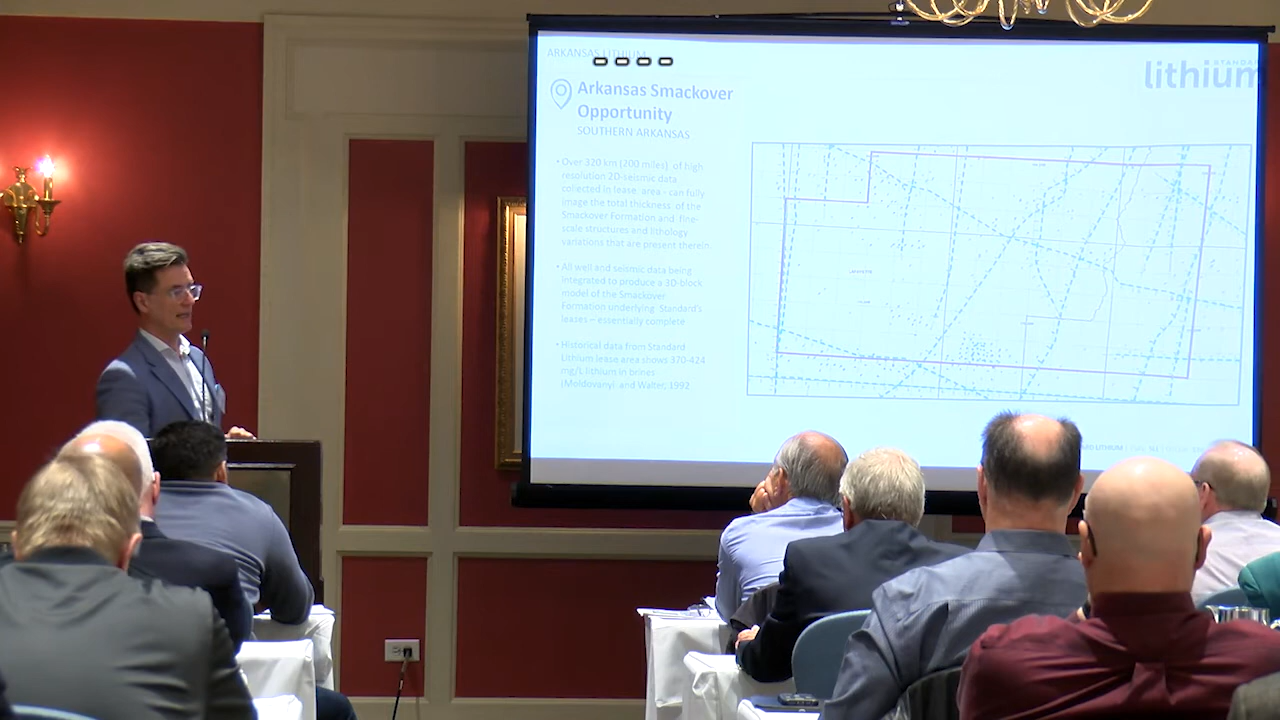 ARKANSAS LITHIUM
STANDARD
lithium
Arkansas Smackover
Opportunity
SOUTHERN ARKANSAS
• Over 320 km (200 miles) of high
resolution 2D-seismic data
collected in lease area - can fully
image the total thickness of the
Smackover Formation and fine-
scale structures and lithology
variations that are present therein
• All well and seismic data being
integrated to produce a 3D-block
model of the Smackover
Formation underlying Standard's
leases – essentially complete
• Historical data from Standard
Lithium lease area shows 370-424
mg/L lithium in brines
(Moldovanyi and Walter, 1992
LAFAYETTE
LITHIUM